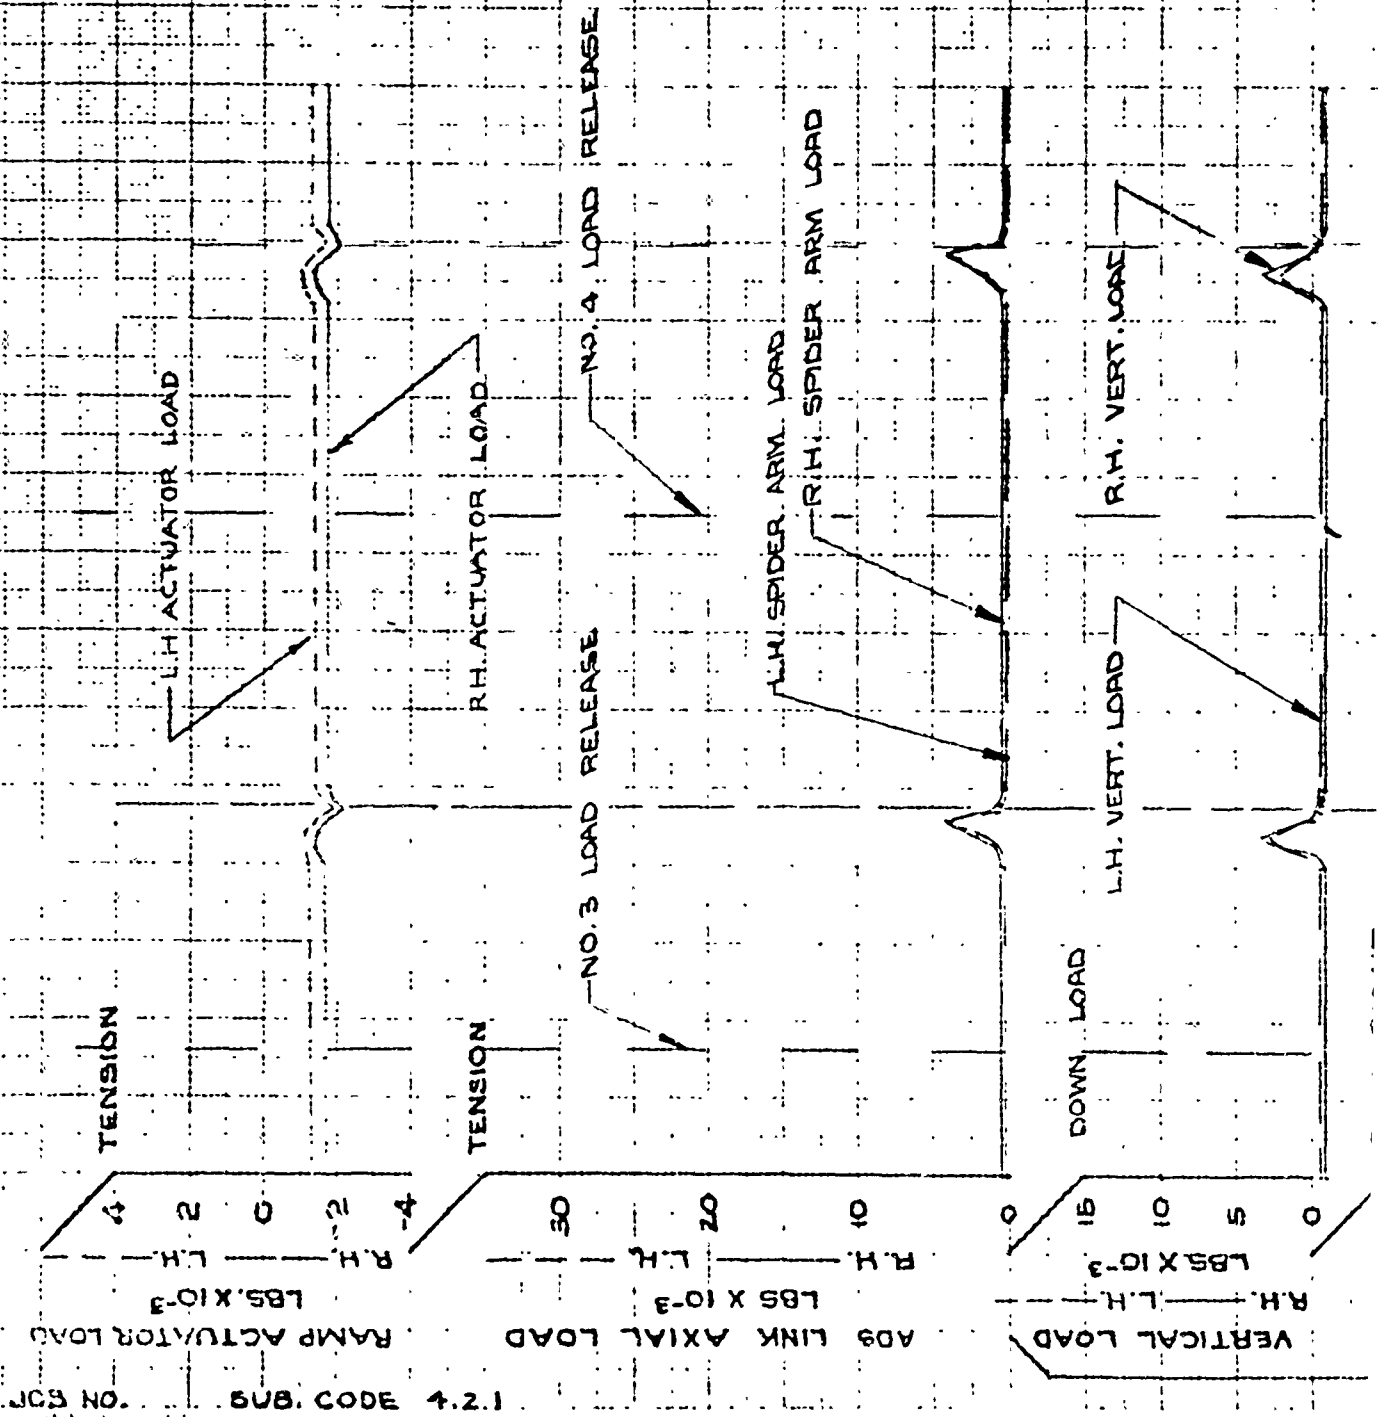 L.H ACTUATOR LOAD
R.H. ACTUATOR LOAD
NO. 4 LOAD RELEASE
NO. 3 LOAD RELEASE
L.H. SPIDER ARM LOAD
R.H. SPIDER ARM LOAD
R.H. VERT. LOAD
L.H. VERT. LOAD
TENSION
TENSION
DOWN LOAD
4
2
0
-2
-4
30
20
10
0
15
10
5
0
R.H. L.H.
LBS. X 10-3
RAMP ACTUATOR LOAD
R.H. L.H.
LBS X 10-3
ADS LINK AXIAL LOAD
R.H. L.H.
LBS. X 10-3
VERTICAL LOAD
JCS NO. SUB. CODE 4.2.1